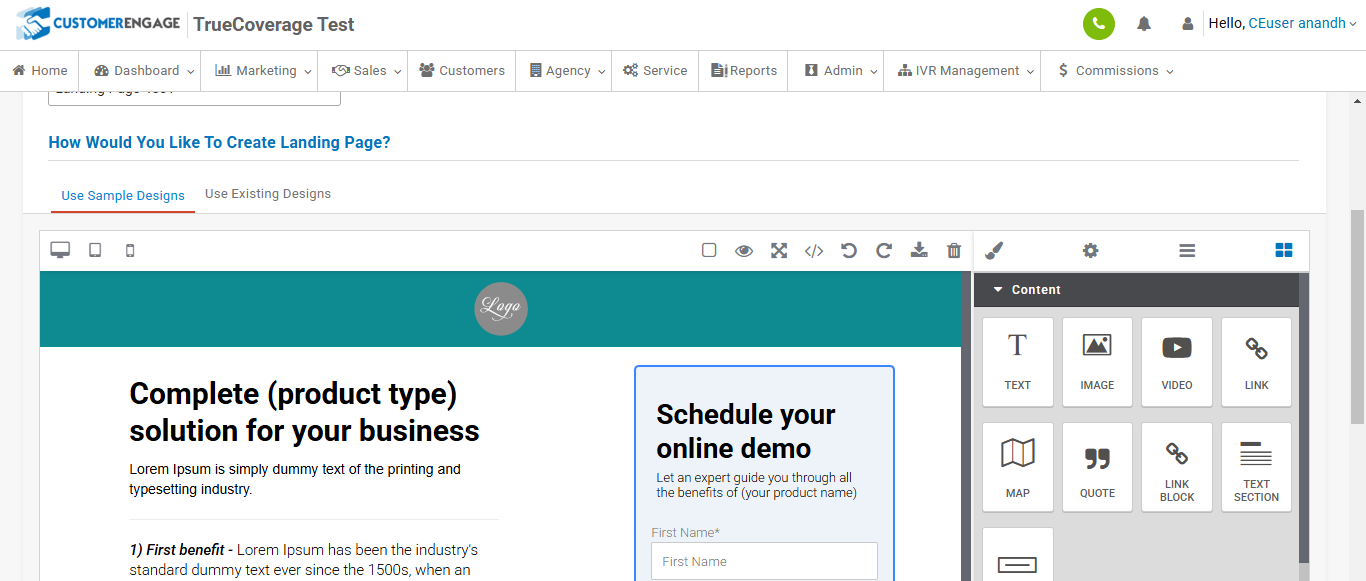 CUSTOMERENGAGE TrueCoverage Test
Hello, CEuser anandh
Home Dashboard Marketing Sales Customers Agency Service Reports Admin IVR Management $ Commissions
How Would You Like To Create Landing Page?
Use Sample Designs Use Existing Designs
Content
Logo
TEXT IMAGE VIDEO LINK
Complete (product type)
solution for your business
Lorem Ipsum is simply dummy text of the printing and
typesetting industry.
1) First benefit - Lorem Ipsum has been the industry's
standard dummy text ever since the 1500s, when an
Schedule your
online demo
Let an expert guide you through all
the benefits of (your product name)
First Name*
First Name
MAP QUOTE LINK
BLOCK
TEXT
SECTION